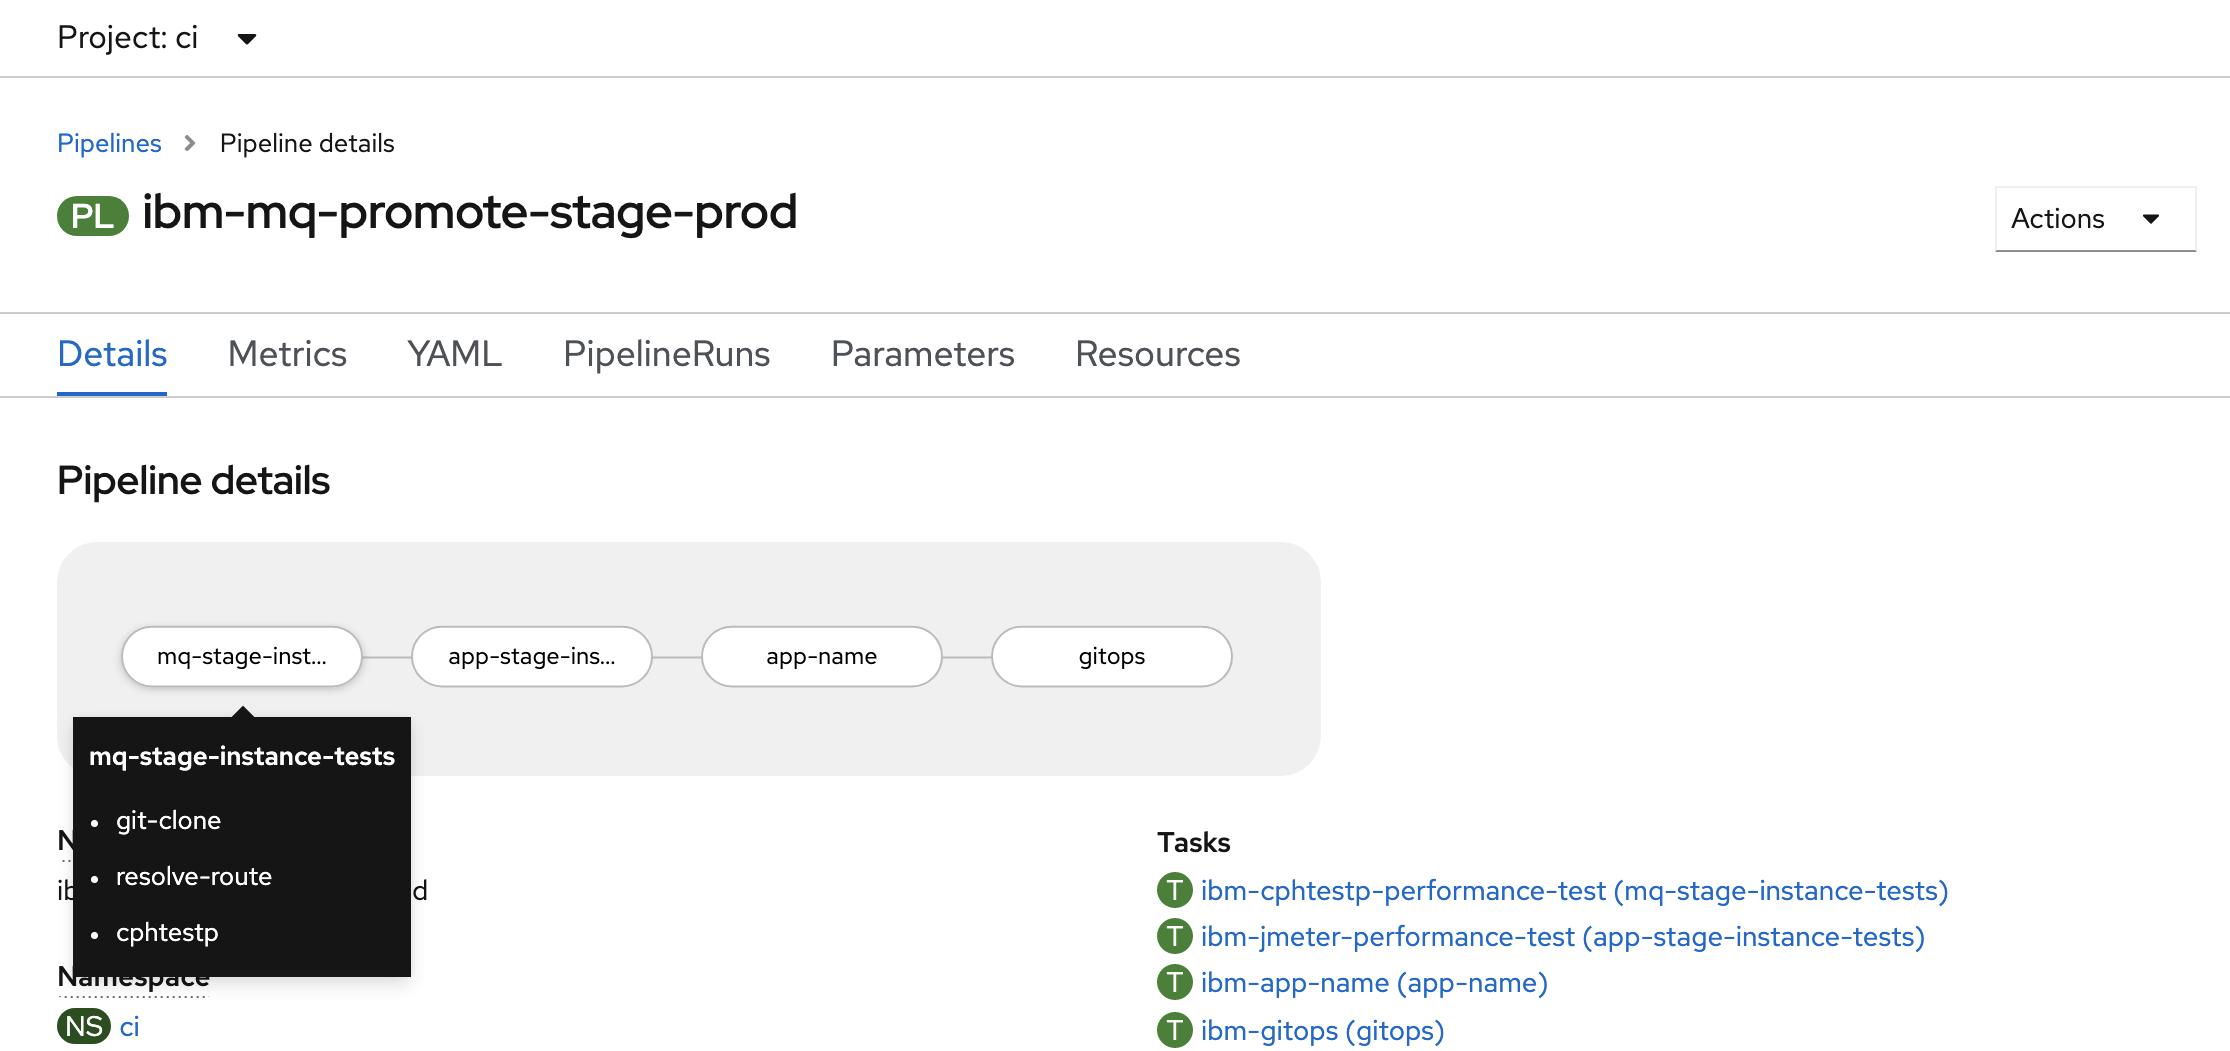 Project: ci
Pipelines > Pipeline details
PL ibm-mq-promote-stage-prod
Actions
Details Metrics YAML PipelineRuns Parameters Resources
Pipeline details
mq-stage-inst... app-stage-ins... app-name gitops
mq-stage-instance-tests
• git-clone
• resolve-route
• cphtestp
Namespace
NS ci
Tasks
T ibm-cphtestp-performance-test (mq-stage-instance-tests)
T ibm-jmeter-performance-test (app-stage-instance-tests)
T ibm-app-name (app-name)
T ibm-gitops (gitops)